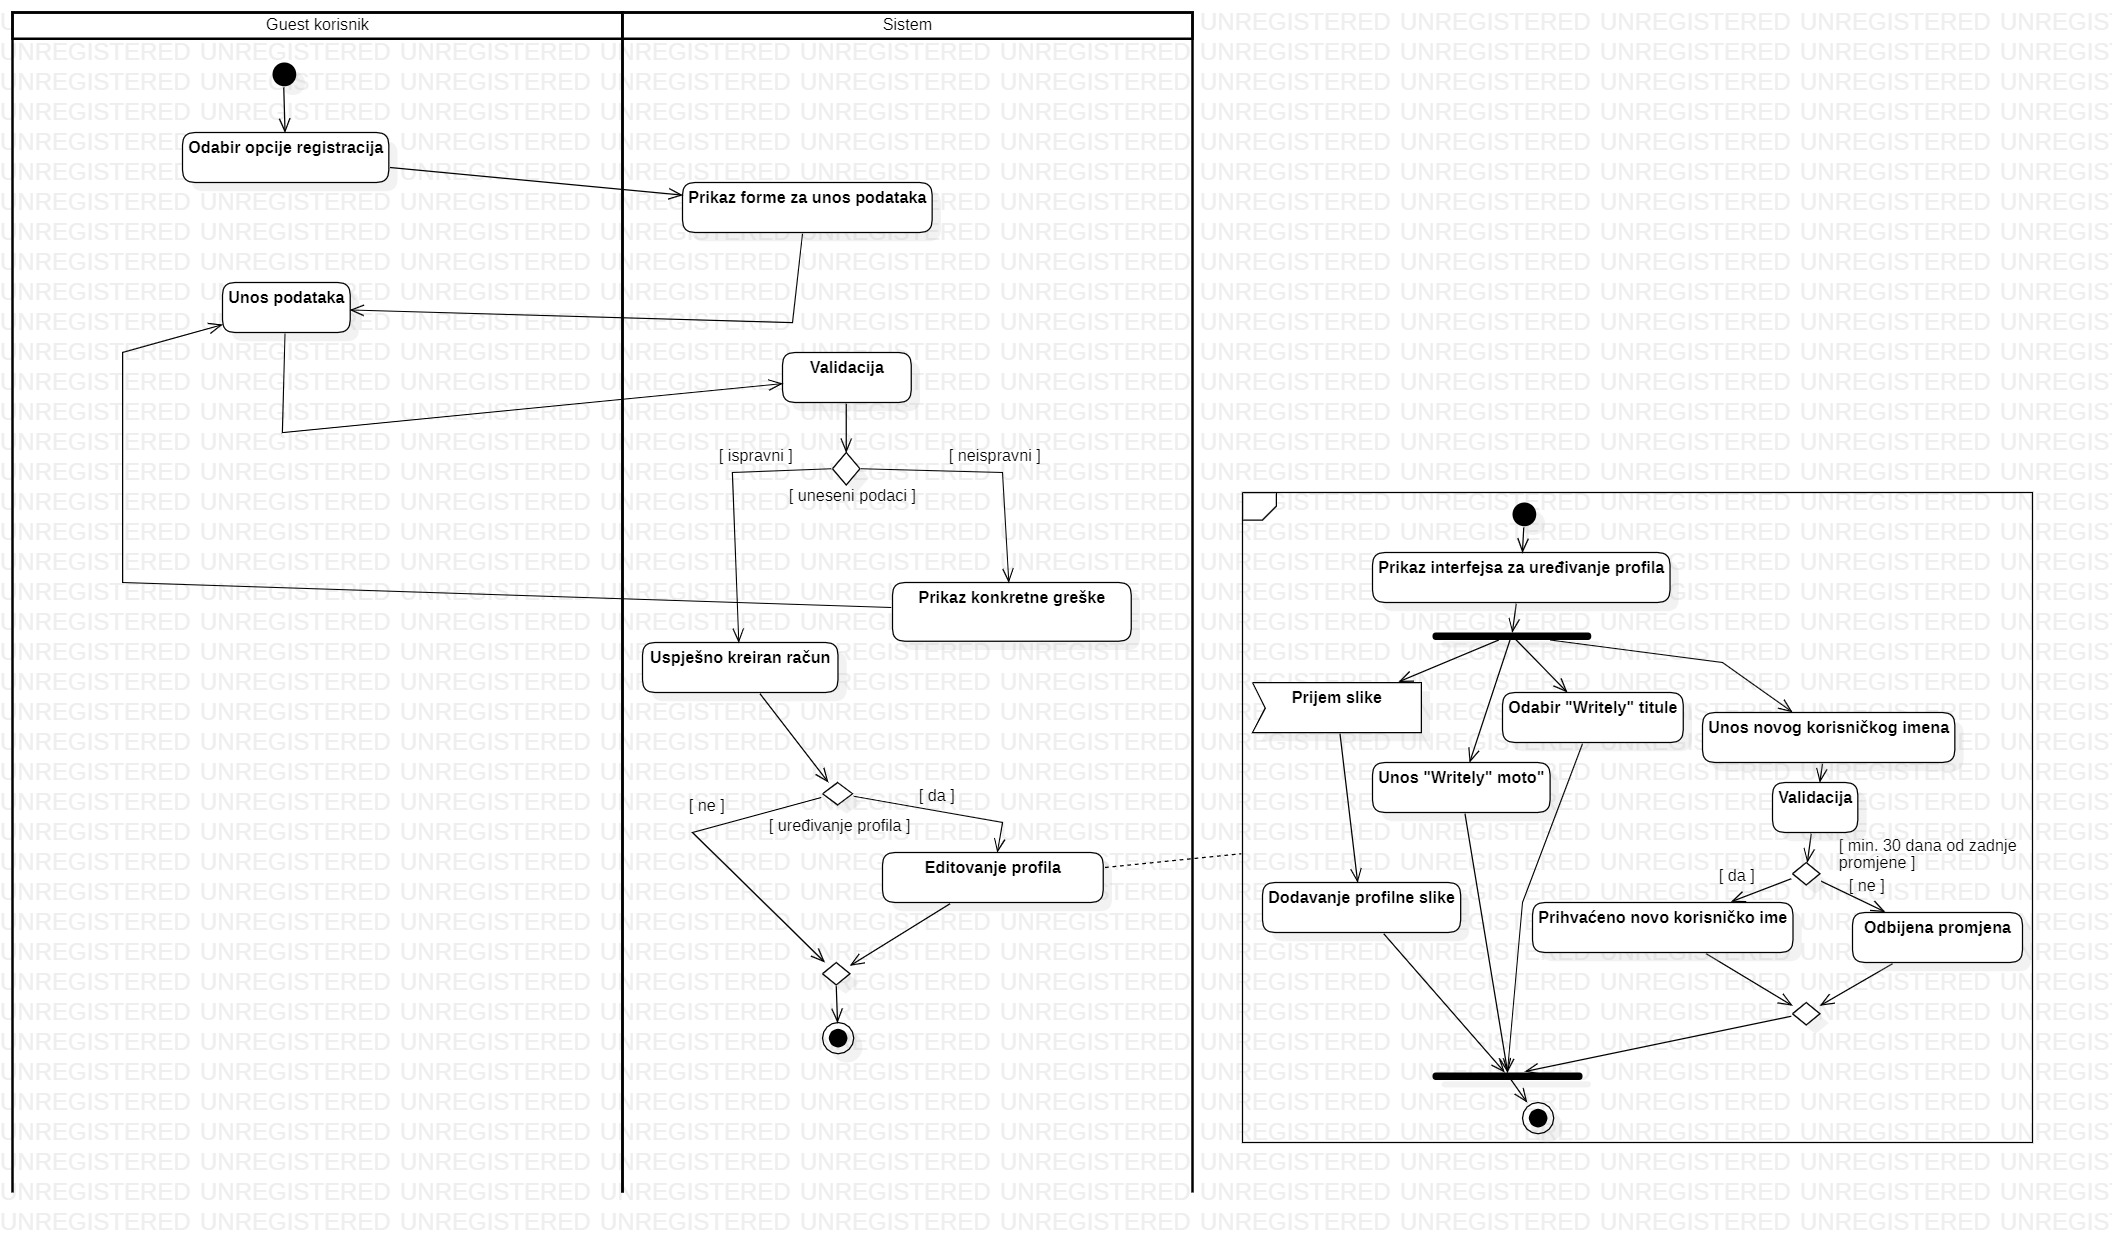 Guest korisnik
Sistem
Odabir opcije registracija
Prikaz forme za unos podataka
Unos podataka
Validacija
[ ispravni ]
[ neispravni ]
[ uneseni podaci ]
Prikaz konkretne greške
Uspješno kreiran račun
[ ne ]
[ da ]
[ uređivanje profila ]
Editovanje profila
Prikaz interfejsa za uređivanje profila
Prijem slike
Odabir "Writely" titule
Unos novog korisničkog imena
Unos "Writely" moto"
Validacija
[ min. 30 dana od zadnje
promjene ]
[ da ]
[ ne ]
Dodavanje profilne slike
Prihvaćeno novo korisničko ime
Odbijena promjena
UNREGISTERED